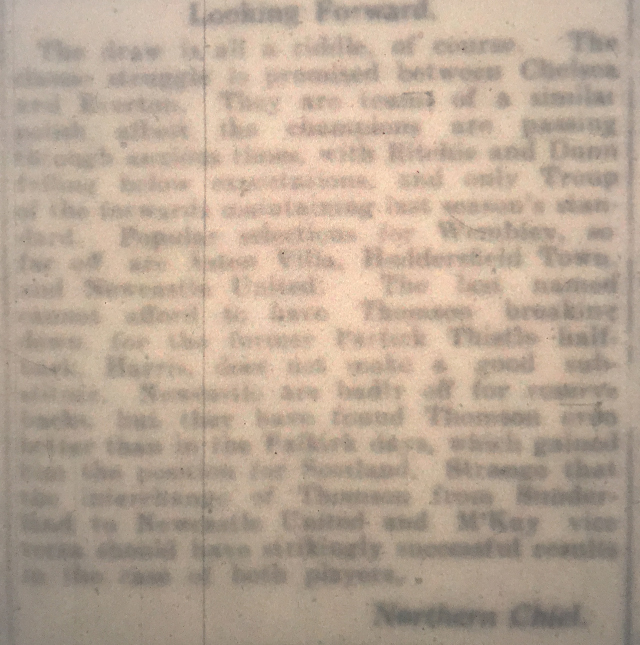 Looking Forward.
The draw is all a riddle, of course. The
closest struggle is promised between Chelsea
and Everton. They are teams of a similar
albeit the champions are passing
through anxious times, with Ritchie and Dunn
falling below expectations, and only Troup
of the forwards maintaining last season's stan-
dard. Popular selections for Wembley, so
far off are Aston Villa, Huddersfield Town,
and Newcastle United. The last named
cannot afford to have Thomson breaking
down, for the former Partick Thistle half-
back, Harris, does not make a good sub-
stitute. Newcastle are badly off for reserve
backs, but they have found Thomson even
better than in the Falkirk days, which gained
him the position for Scotland. Strange that
the interchange of Thomson from Sunder-
land to Newcastle United and M'Kay vice
versa should have strikingly successful results
in the case of both players.
Northern Chiel.